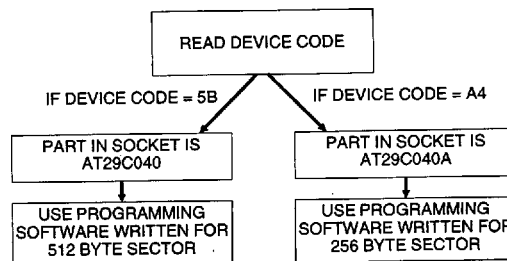 READ DEVICE CODE
IF DEVICE CODE = 5B
IF DEVICE CODE = A4
PART IN SOCKET IS
AT29C040
PART IN SOCKET IS
AT29C040A
USE PROGRAMMING
SOFTWARE WRITTEN FOR
512 BYTE SECTOR
USE PROGRAMMING
SOFTWARE WRITTEN FOR
256 BYTE SECTOR